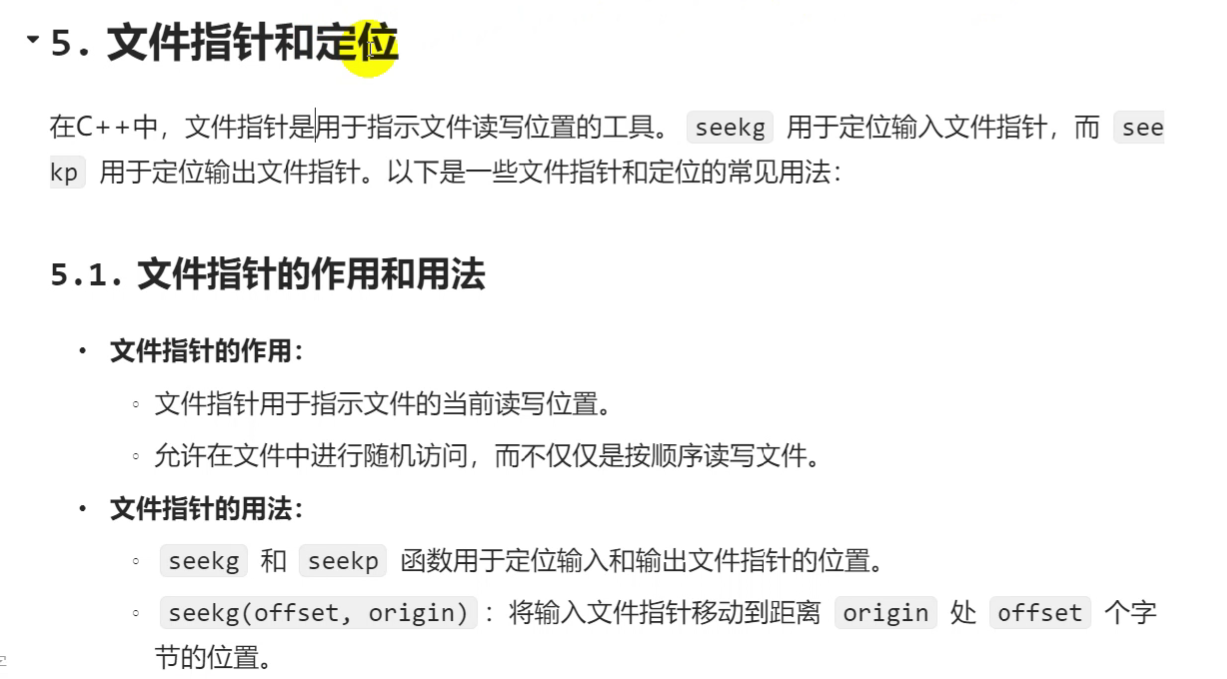 5. 文件指针和定位
在C++中，文件指针是用于指示文件读写位置的工具。 seekg 用于定位输入文件指针，而 see
kp 用于定位输出文件指针。以下是一些文件指针和定位的常见用法：
5.1. 文件指针的作用和用法
• 文件指针的作用：
◦ 文件指针用于指示文件的当前读写位置。
◦ 允许在文件中进行随机访问，而不仅仅是按顺序读写文件。
• 文件指针的用法：
◦ seekg 和 seekp 函数用于定位输入和输出文件指针的位置。
◦ seekg(offset, origin) ：将输入文件指针移动到距离 origin 处 offset 个字
节的位置。